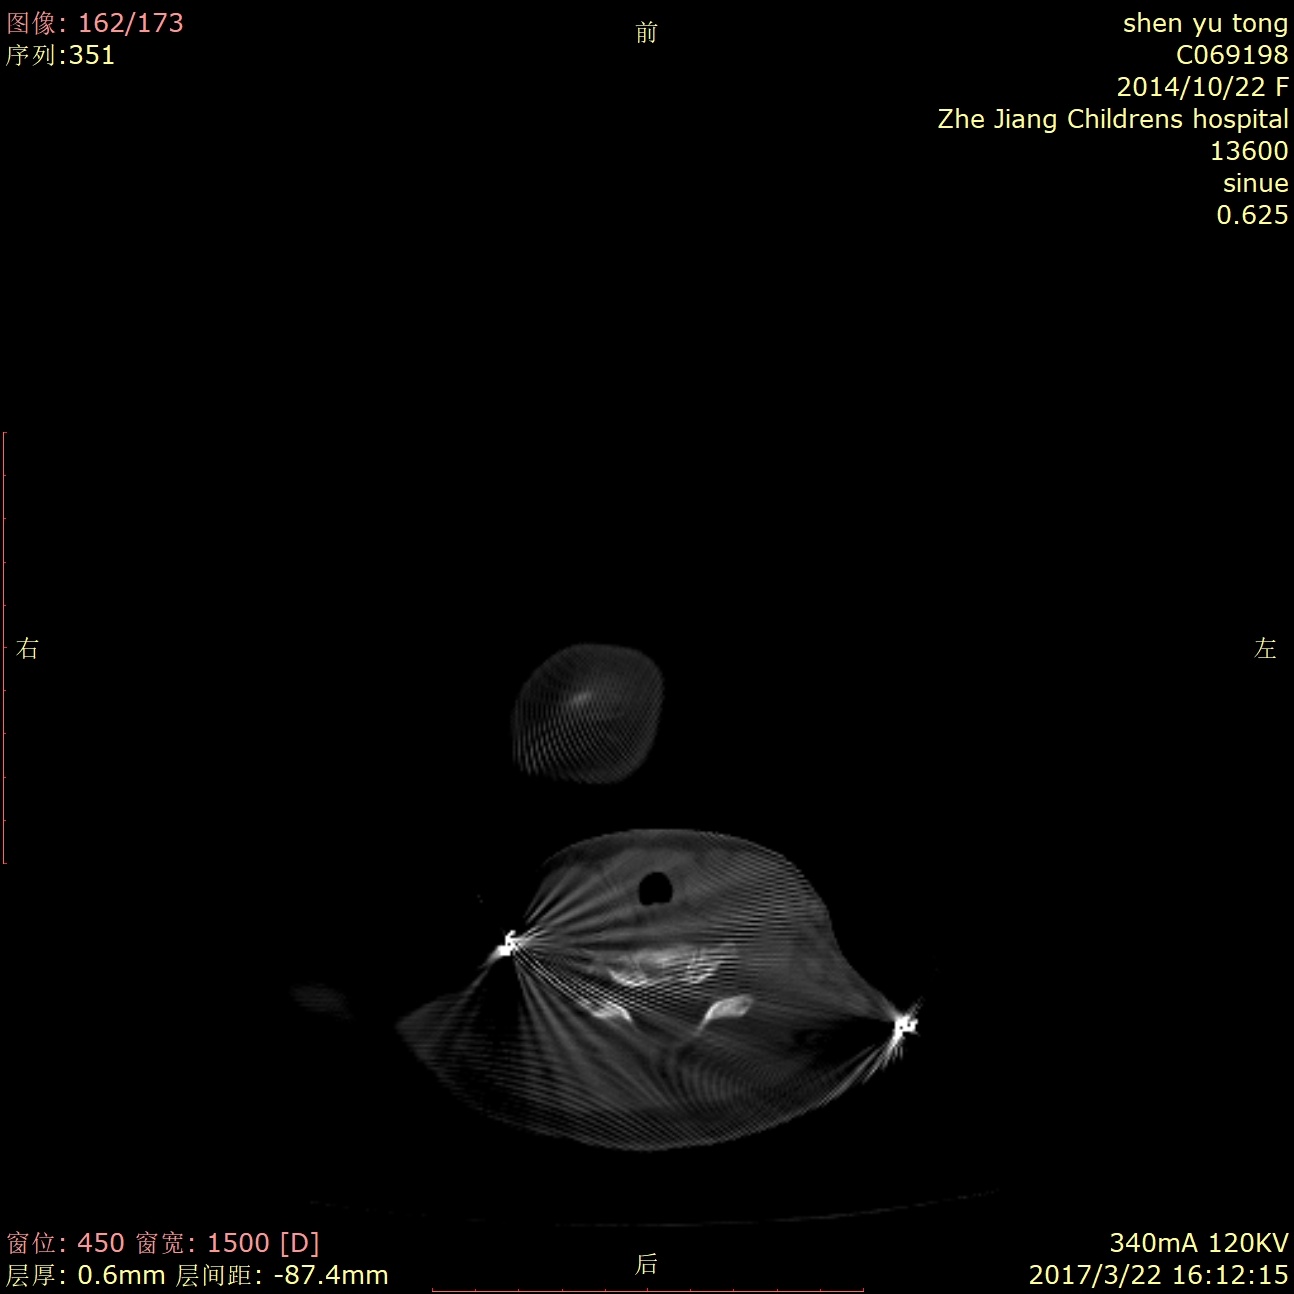 图像: 162/173
序列:351
前
shen yu tong
C069198
2014/10/22 F
Zhe Jiang Childrens hospital
13600
sinue
0.625
右
左
窗位: 450 窗宽: 1500 [D]
层厚: 0.6mm 层间距: -87.4mm
后
340mA 120KV
2017/3/22 16:12:15